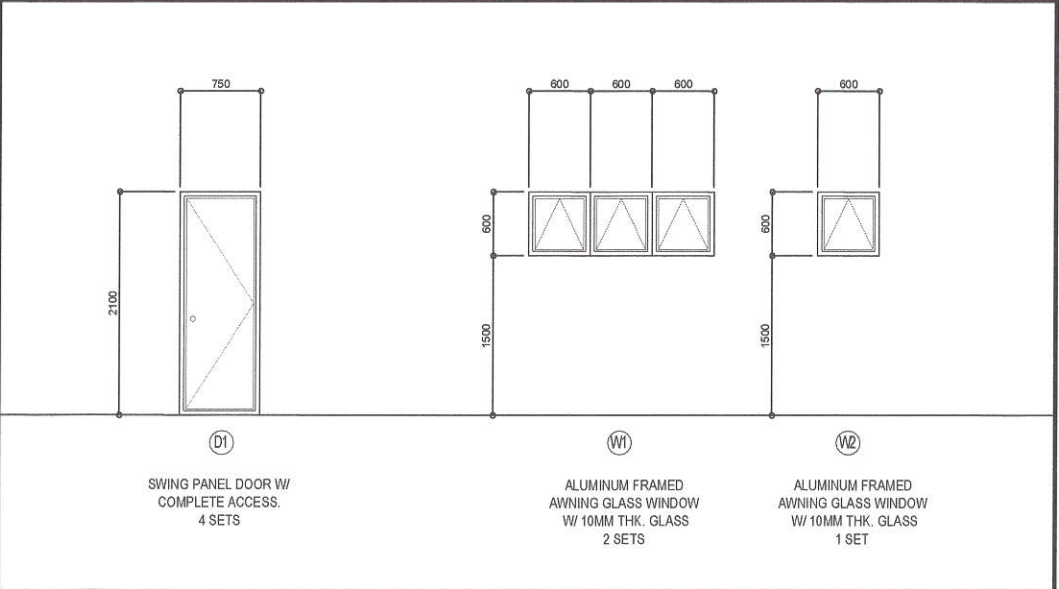 750
600 600 600
600
2100
600
1500
600
1500
D1
W1
W2
SWING PANEL DOOR W/
COMPLETE ACCESS.
4 SETS
ALUMINUM FRAMED
AWNING GLASS WINDOW
W/ 10MM THK. GLASS
2 SETS
ALUMINUM FRAMED
AWNING GLASS WINDOW
W/ 10MM THK. GLASS
1 SET